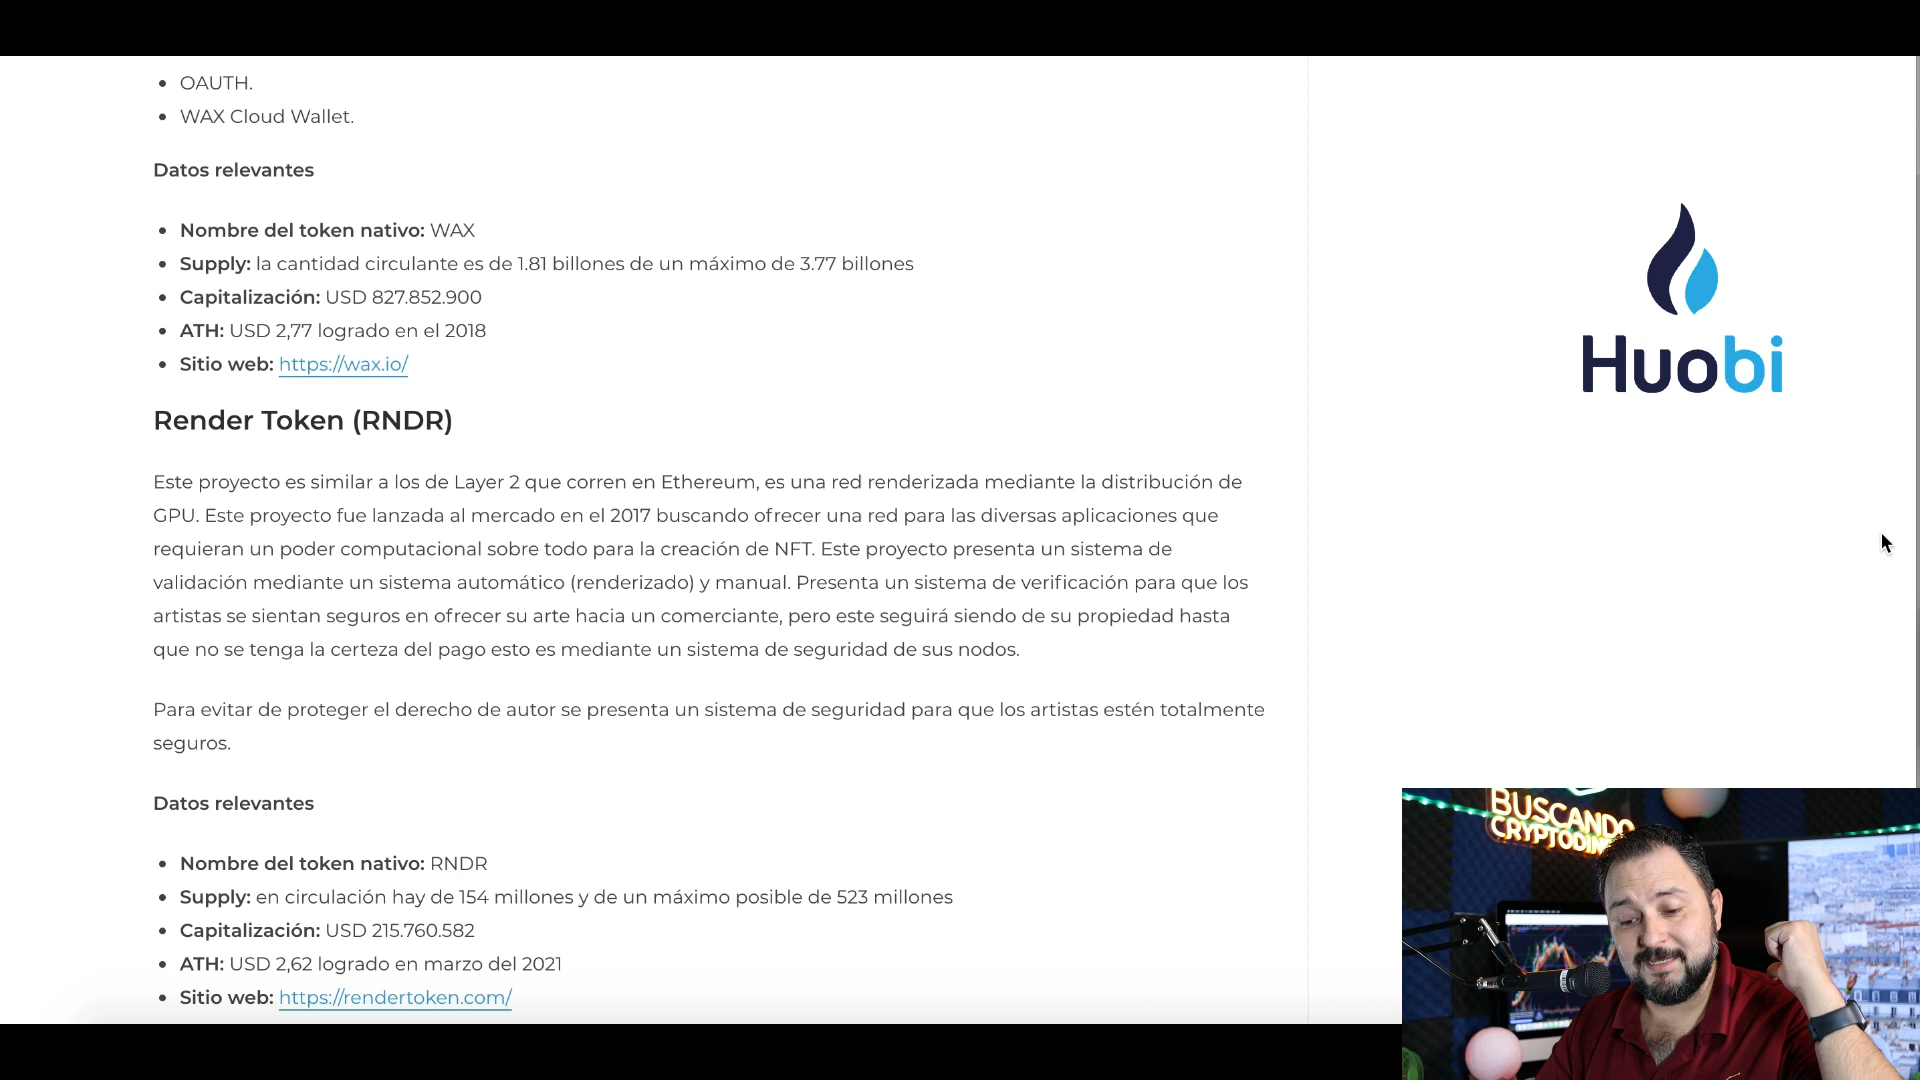 OAUTH.
WAX Cloud Wallet.
Datos relevantes
Nombre del token nativo: WAX
Supply: la cantidad circulante es de 1.81 billones de un máximo de 3.77 billones
Capitalización: USD 827.852.900
ATH: USD 2,77 logrado en el 2018
Sitio web: https://wax.io/
Huobi
Render Token (RNDR)
Este proyecto es similar a los de Layer 2 que corren en Ethereum, es una red renderizada mediante la distribución de
GPU. Este proyecto fue lanzada al mercado en el 2017 buscando ofrecer una red para las diversas aplicaciones que
requieran un poder computacional sobre todo para la creación de NFT. Este proyecto presenta un sistema de
validación mediante un sistema automático (renderizado) y manual. Presenta un sistema de verificación para que los
artistas se sientan seguros en ofrecer su arte hacia un comerciante, pero este seguirá siendo de su propiedad hasta
que no se tenga la certeza del pago esto es mediante un sistema de seguridad de sus nodos.
Para evitar de proteger el derecho de autor se presenta un sistema de seguridad para que los artistas estén totalmente
seguros.
Datos relevantes
Nombre del token nativo: RNDR
Supply: en circulación hay de 154 millones y de un máximo posible de 523 millones
Capitalización: USD 215.760.582
ATH: USD 2,62 logrado en marzo del 2021
Sitio web: https://rendertoken.com/
BUSCANDO